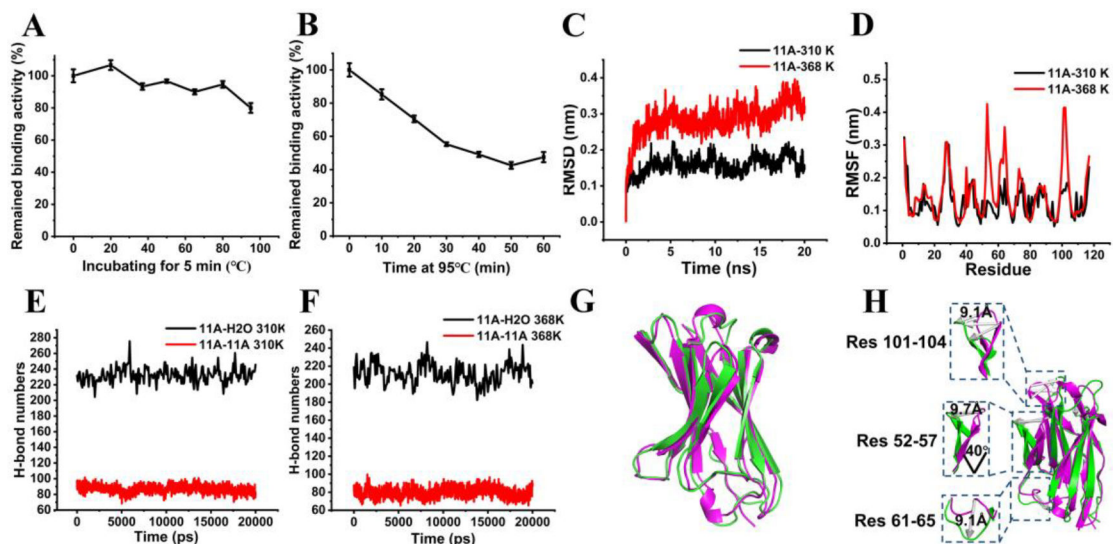 A
Remained binding activity (%)
100
80
60
40
20
0
0 20 40 60 80 100
Incubating for 5 min (°C)
B
Remained binding activity (%)
100
80
60
40
20
0
0 10 20 30 40 50 60
Time at 95°C (min)
C
11A-310 K
11A-368 K
RMSD (nm)
0.4
0.3
0.2
0.1
0.0
0 5 10 15 20
Time (ns)
D
11A-310 K
11A-368 K
RMSF (nm)
0.5
0.4
0.3
0.2
0.1
0.0
0 20 40 60 80 100 120
Residue
E
11A-H2O 310K
11A-11A 310K
H-bond numbers
320
300
280
260
240
220
200
180
160
140
120
100
80
60
0 5000 10000 15000 20000
Time (ps)
F
11A-H2O 368K
11A-11A 368K
H-bond numbers
260
240
220
200
180
160
140
120
100
80
60
0 5000 10000 15000 20000
Time (ps)
G
H
Res 101-104
9.1Å
Res 52-57
9.7Å
40°
Res 61-65
9.1Å